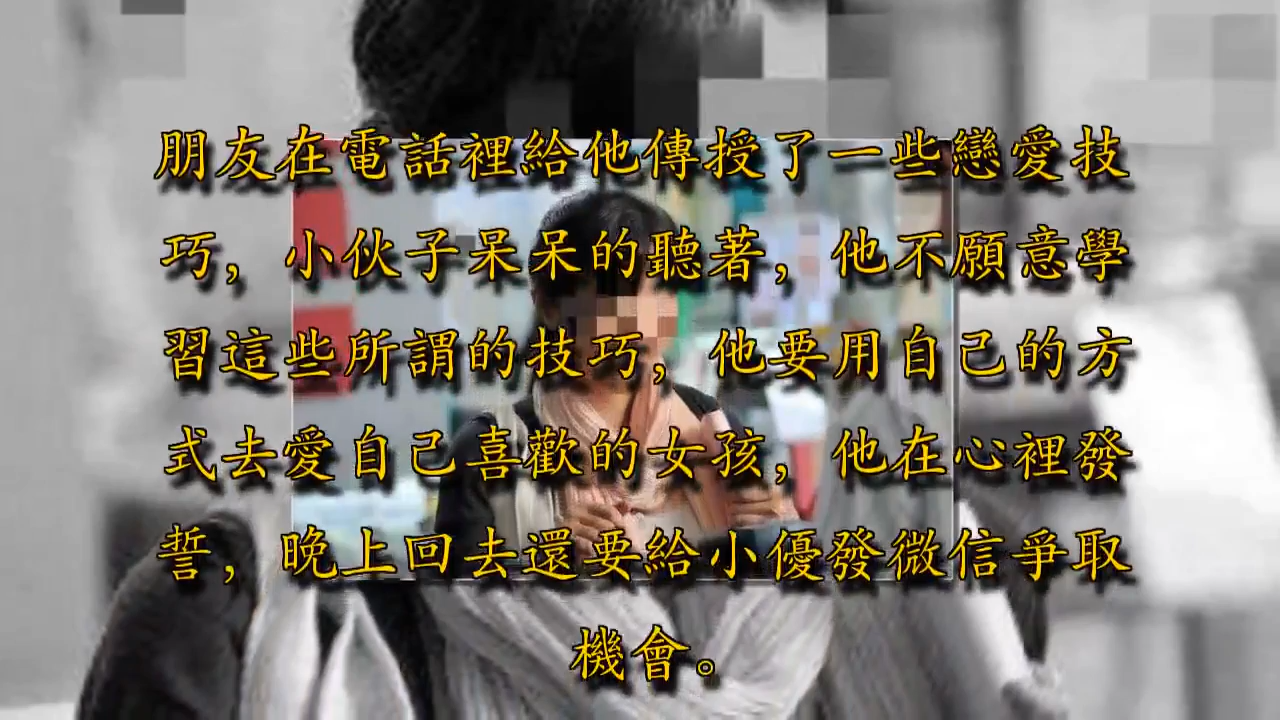 朋友在電話裡給他傳授了一些戀愛技
巧，小伙子呆呆的聽著，他不願意學
習這些所謂的技巧，他要用自己的方
式去愛自己喜歡的女孩，他在心裡發
誓，晚上回去還要給小優發微信爭取
機會。